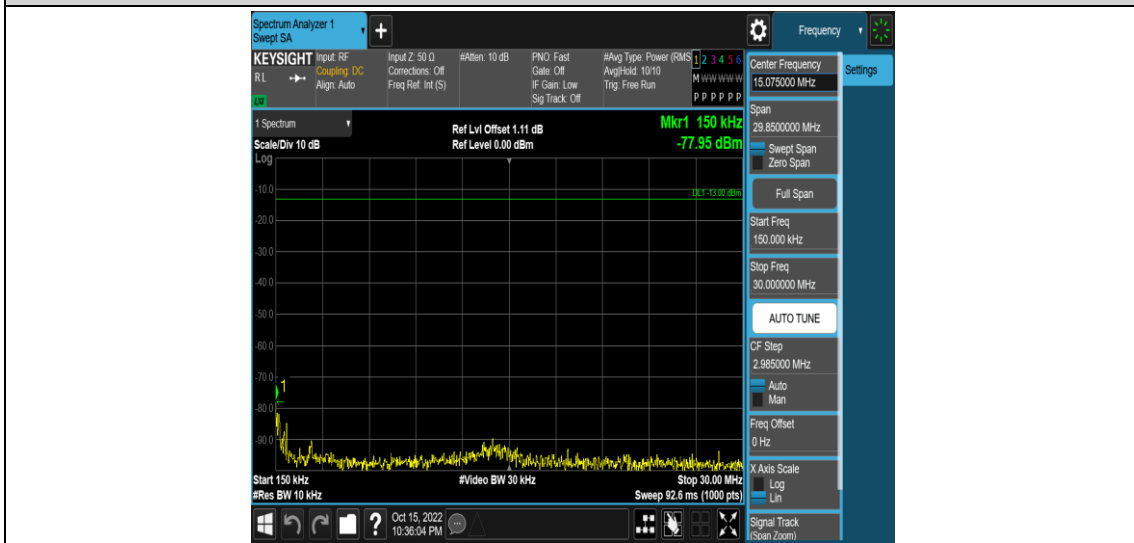 Spectrum Analyzer 1
Swept SA
+
Frequency
KEYSIGHT
RL
LXI
Input: RF
Coupling: DC
Align: Auto
Input Z: 50 Ω
Corrections: Off
Freq Ref: Int (S)
#Atten: 10 dB
PNO: Fast
Gate: Off
IF Gain: Low
Sig Track: Off
#Avg Type: Power (RMS
Avg|Hold: 10/10
Trig: Free Run
1 2 3 4 5 6
M W W W W W
P P P P P P
1 Spectrum
Scale/Div 10 dB
Ref Lvl Offset 1.11 dB
Ref Level 0.00 dBm
Mkr1 150 kHz
-77.95 dBm
Log
DL1 -13.00 dBm
-10.0
-20.0
-30.0
-40.0
-50.0
-60.0
-70.0
-80.0
-90.0
1
Start 150 kHz
#Res BW 10 kHz
#Video BW 30 kHz
Stop 30.00 MHz
Sweep 92.6 ms (1000 pts)
?
Oct 15, 2022
10:36:04 PM
Center Frequency
15.075000 MHz
Settings
Span
29.8500000 MHz
Swept Span
Zero Span
Full Span
Start Freq
150.000 kHz
Stop Freq
30.000000 MHz
AUTO TUNE
CF Step
2.985000 MHz
Auto
Man
Freq Offset
0 Hz
X Axis Scale
Log
Lin
Signal Track
(Span Zoom)